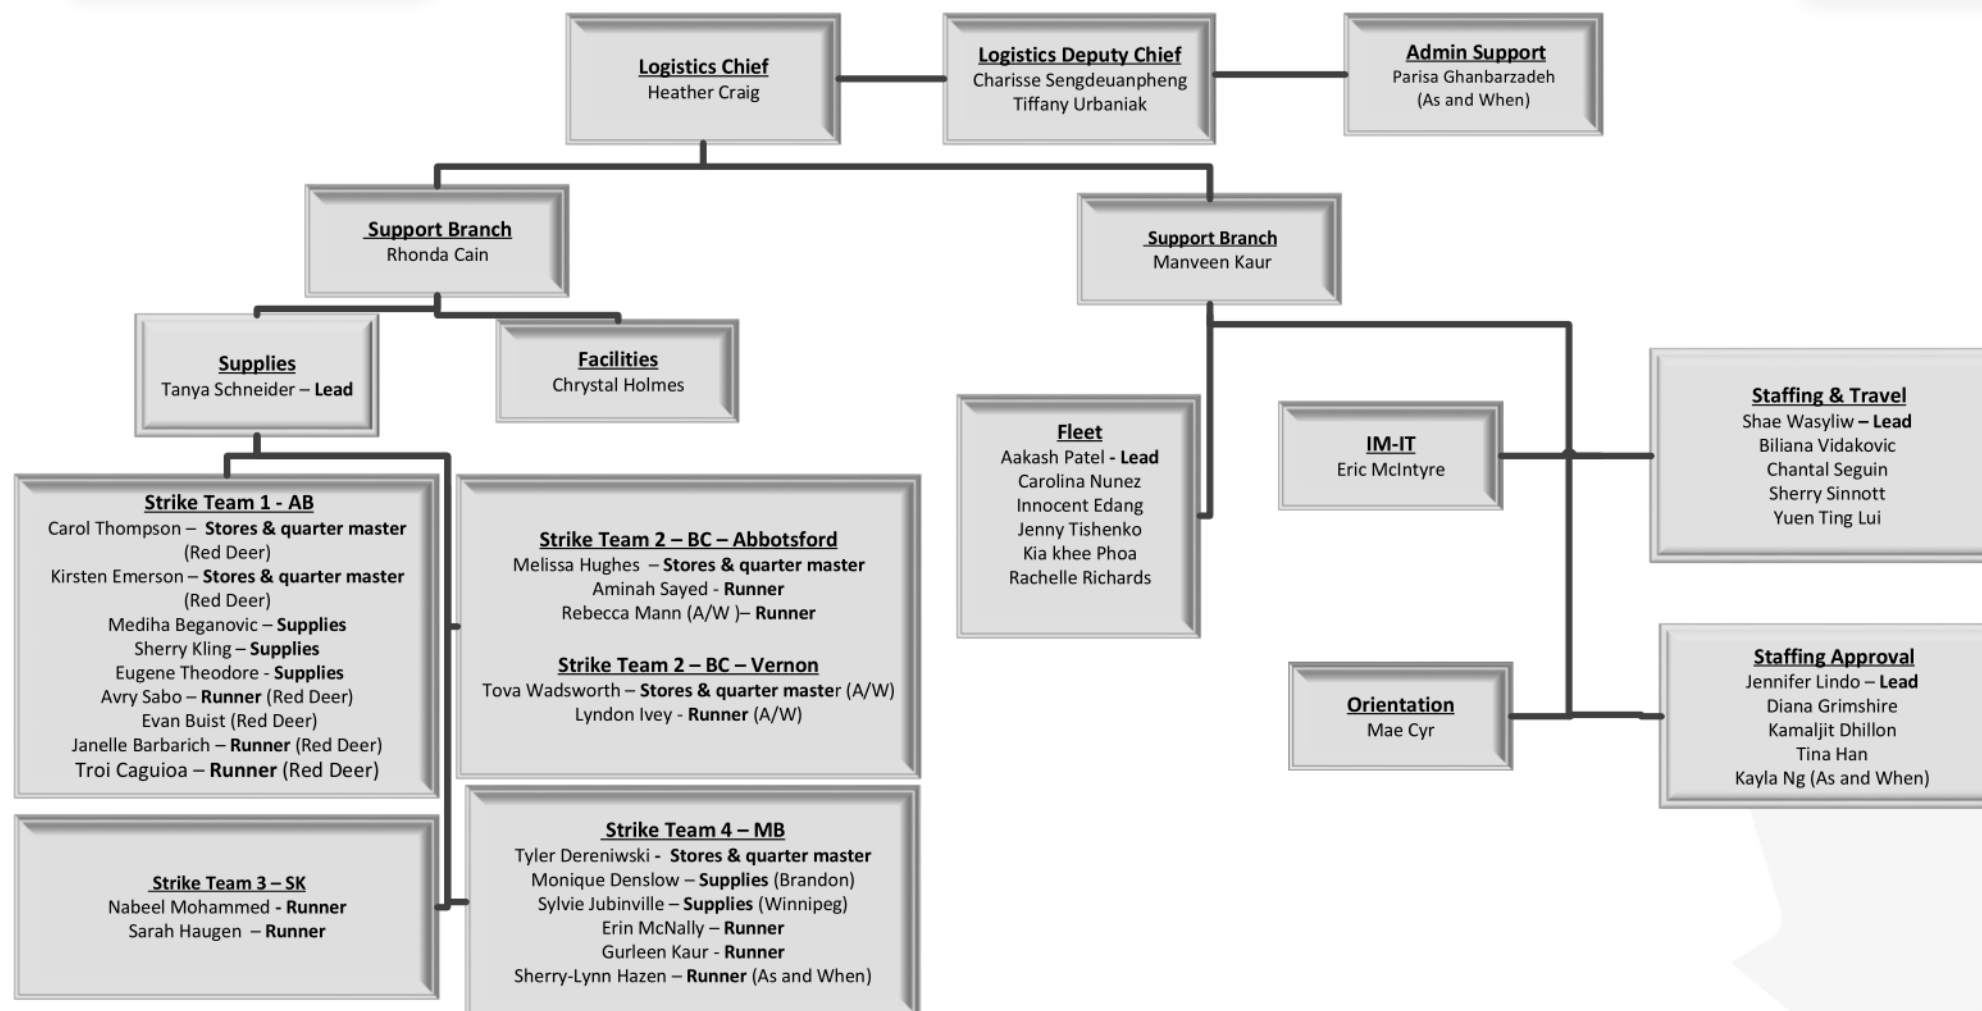 Logistics Chief
Heather Craig
Logistics Deputy Chief
Charisse Sengdeuanpheng
Tiffany Urbaniak
Admin Support
Parisa Ghanbarzadeh
(As and When)
Support Branch
Rhonda Cain
Support Branch
Manveen Kaur
Supplies
Tanya Schneider – Lead
Facilities
Chrystal Holmes
Strike Team 1 - AB
Carol Thompson – Stores & quarter master
(Red Deer)
Kirsten Emerson – Stores & quarter master
(Red Deer)
Mediha Beganovic – Supplies
Sherry Kling – Supplies
Eugene Theodore - Supplies
Avry Sabo – Runner (Red Deer)
Evan Buist (Red Deer)
Janelle Barbarich – Runner (Red Deer)
Troi Caguioa – Runner (Red Deer)
Strike Team 2 – BC – Abbotsford
Melissa Hughes – Stores & quarter master
Aminah Sayed - Runner
Rebecca Mann (A/W )– Runner
Strike Team 2 – BC – Vernon
Tova Wadsworth – Stores & quarter master (A/W)
Lyndon Ivey - Runner (A/W)
Strike Team 3 – SK
Nabeel Mohammed - Runner
Sarah Haugen – Runner
Strike Team 4 – MB
Tyler Dereniwski - Stores & quarter master
Monique Denslow – Supplies (Brandon)
Sylvie Jubinville – Supplies (Winnipeg)
Erin McNally – Runner
Gurleen Kaur - Runner
Sherry-Lynn Hazen – Runner (As and When)
Fleet
Aakash Patel - Lead
Carolina Nunez
Innocent Edang
Jenny Tishenko
Kia khee Phoa
Rachelle Richards
IM-IT
Eric McIntyre
Staffing & Travel
Shae Wasyliw – Lead
Biliana Vidakovic
Chantal Seguin
Sherry Sinnott
Yuen Ting Lui
Orientation
Mae Cyr
Staffing Approval
Jennifer Lindo – Lead
Diana Grimshire
Kamaljit Dhillon
Tina Han
Kayla Ng (As and When)